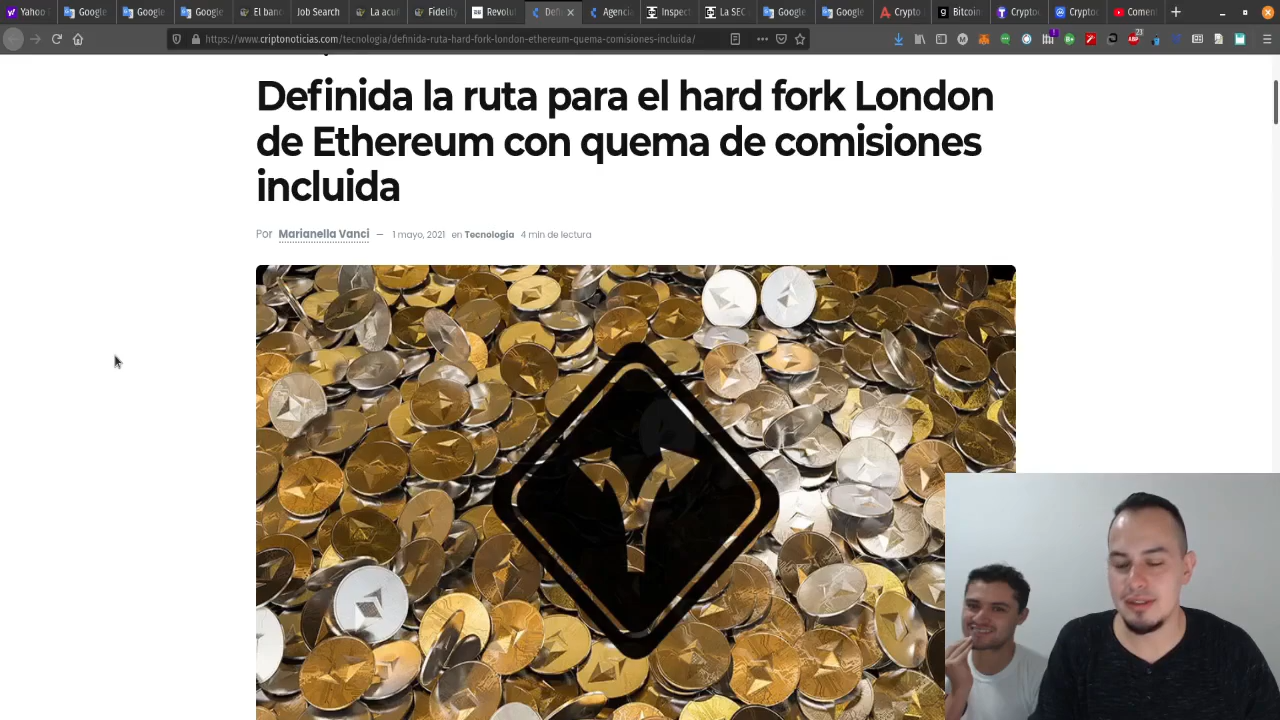 Yahoo
Google
Google
Google
El banc
Job Search
La acuf
Fidelity
Revolut
Defin
Agencia
Inspect
La SEC
Google
Google
Crypto
Bitcoin
Crypto
Crypto
Coment
https://www.criptonoticias.com/tecnologia/definida-ruta-hard-fork-london-ethereum-quema-comisiones-incluida/
Definida la ruta para el hard fork London
de Ethereum con quema de comisiones
incluida
Por Marianella Vanci — 1 mayo, 2021 en Tecnología 4 min de lectura